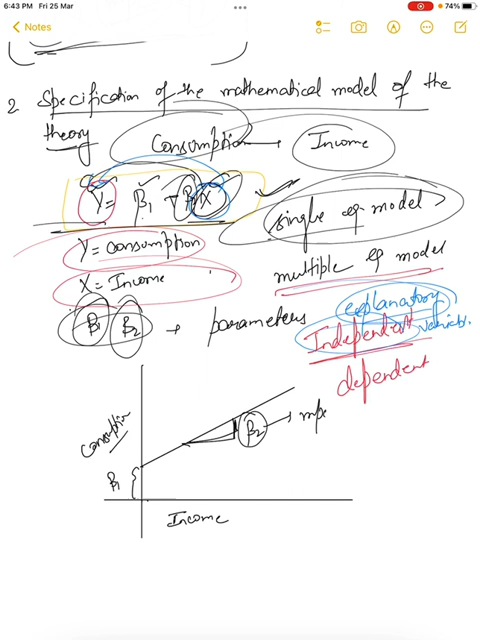 6:43 PM Fri 25 Mar
74%
Notes
2 Specification of the mathematical model of the
theory Consumption → Income
Y = β1 + β2 X
single eq model
Y = consumption
multiple eq model
X = Income
explanatory
β1 β2 → parameters
Independent variable
dependent
Consumption
β2 → mpc
β1
Income